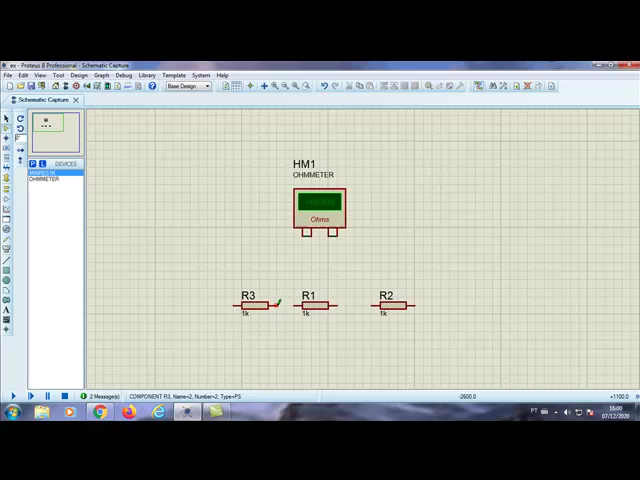 ex - Proteus 8 Professional - Schematic Capture
File Edit View Tool Design Graph Debug Library Template System Help
Base Design
Schematic Capture
P L DEVICES
MINRES1K
OHMMETER
HM1
OHMMETER
Ohms
R3 R1 R2
1k 1k 1k
2 Message(s) COMPONENT R3, Name=2, Number=2, Type=PS -2600.0 +1100.0
PT 16:00
07/12/2020